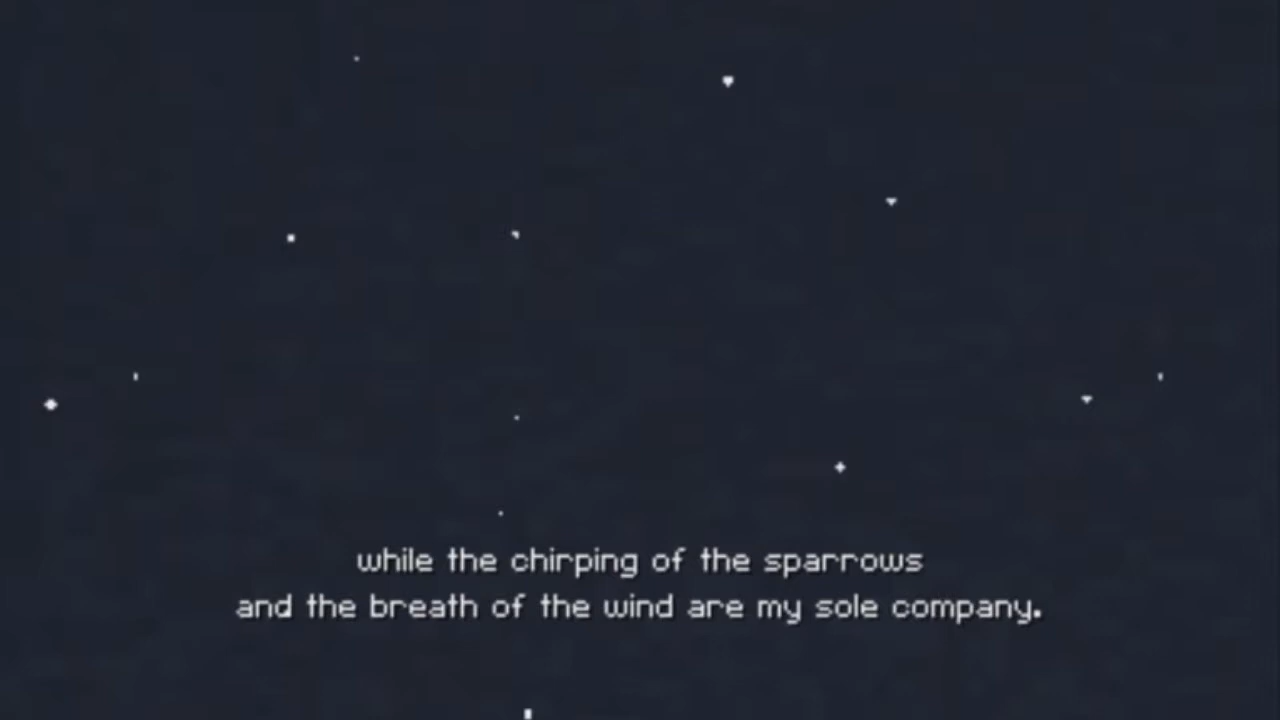 while the chirping of the sparrows
and the breath of the wind are my sole company.